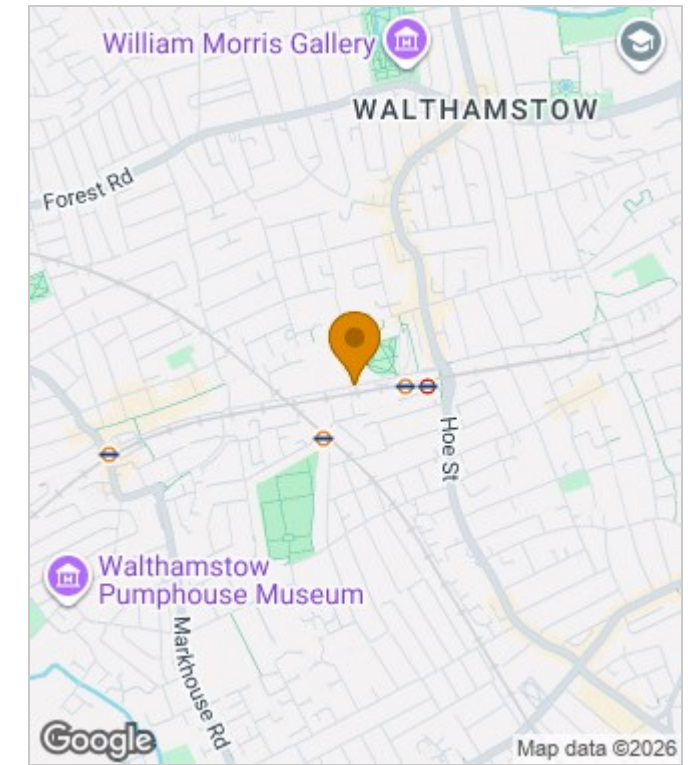 William Morris Gallery
WALTHAMSTOW
Forest Rd
Hoe St
Walthamstow
Pumphouse Museum
Markhouse Rd
Google
Map data ©2026